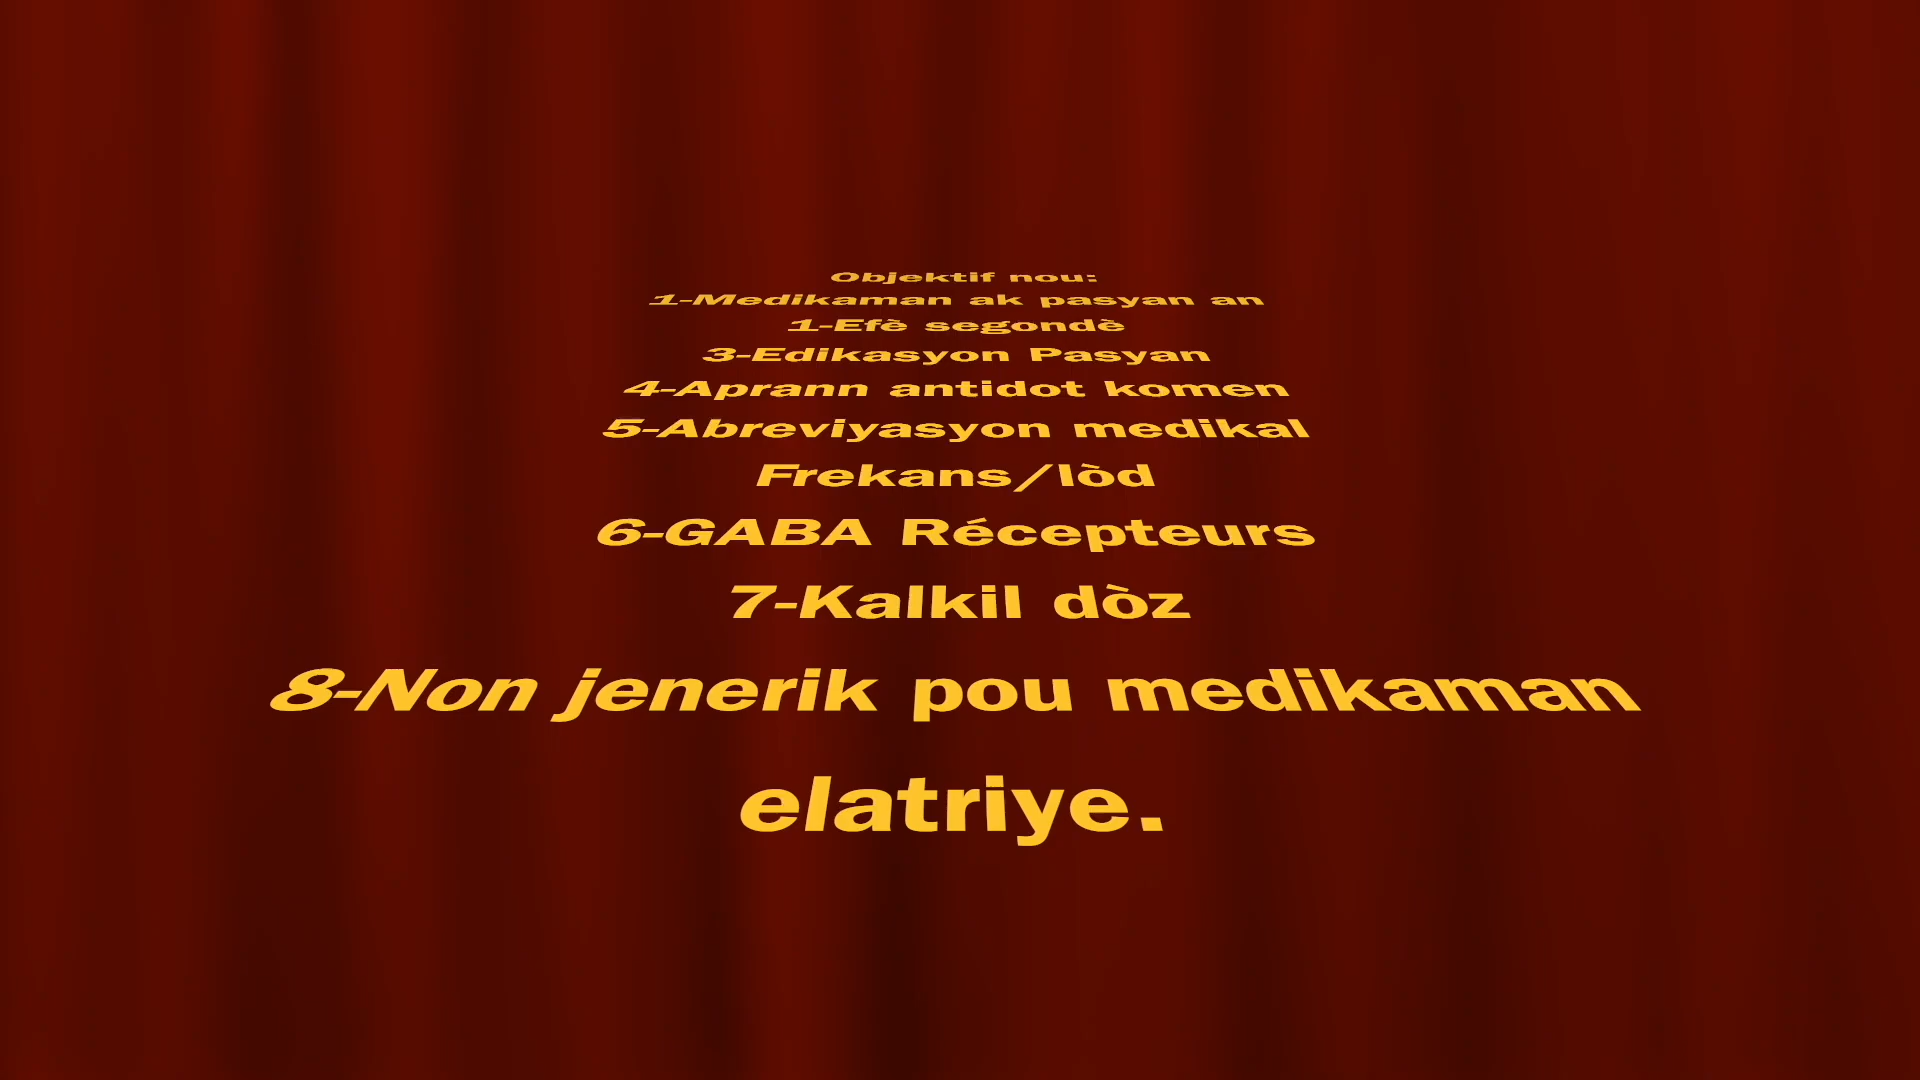 Objektif nou:
1-Medikaman ak pasyan an
1-Efè segondè
3-Edikasyon Pasyan
4-Aprann antidot komen
5-Abreviyasyon medikal
Frekans/lòd
6-GABA Récepteurs
7-Kalkil dòz
8-Non jenerik pou medikaman
elatriye.